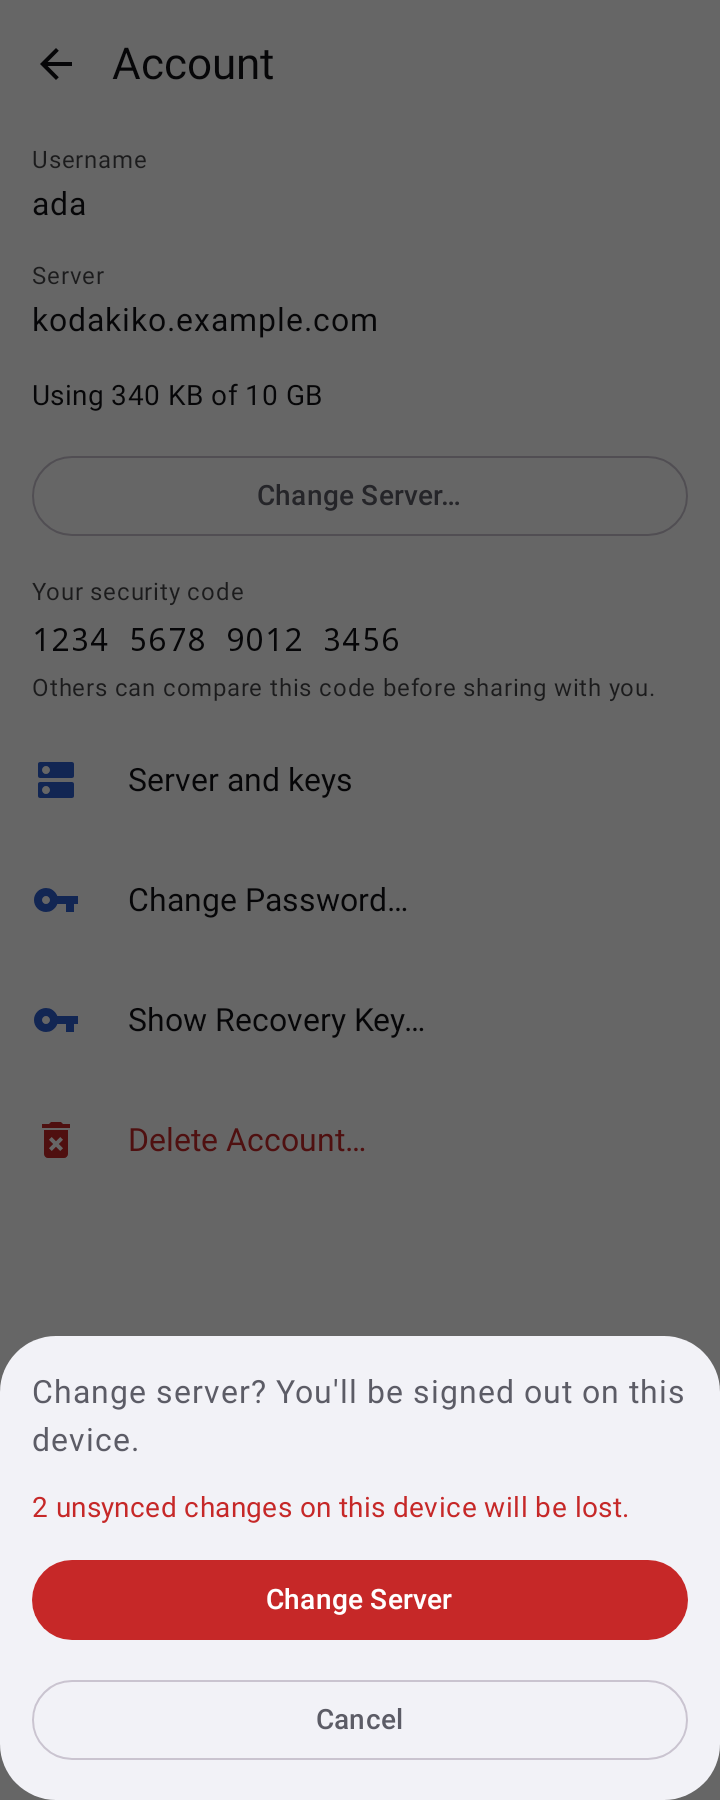 Account
Username
ada
Server
kodakiko.example.com
Using 340 KB of 10 GB
Change Server…
Your security code
1234 5678 9012 3456
Others can compare this code before sharing with you.
Server and keys
Change Password…
Show Recovery Key…
Delete Account…
Change server? You'll be signed out on this
device.
2 unsynced changes on this device will be lost.
Change Server
Cancel